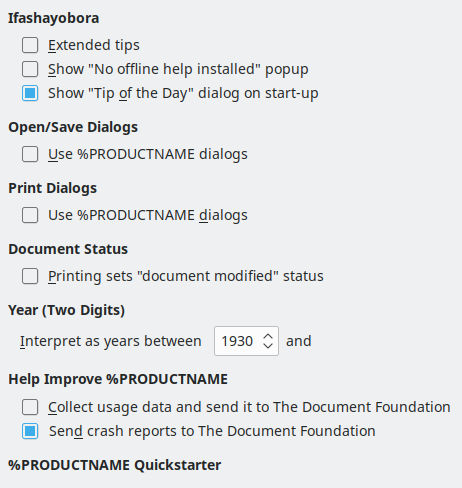 Ifashayobora
Extended tips
Show "No offline help installed" popup
Show "Tip of the Day" dialog on start-up
Open/Save Dialogs
Use %PRODUCTNAME dialogs
Print Dialogs
Use %PRODUCTNAME dialogs
Document Status
Printing sets "document modified" status
Year (Two Digits)
Interpret as years between 1930 and
Help Improve %PRODUCTNAME
Collect usage data and send it to The Document Foundation
Send crash reports to The Document Foundation
%PRODUCTNAME Quickstarter